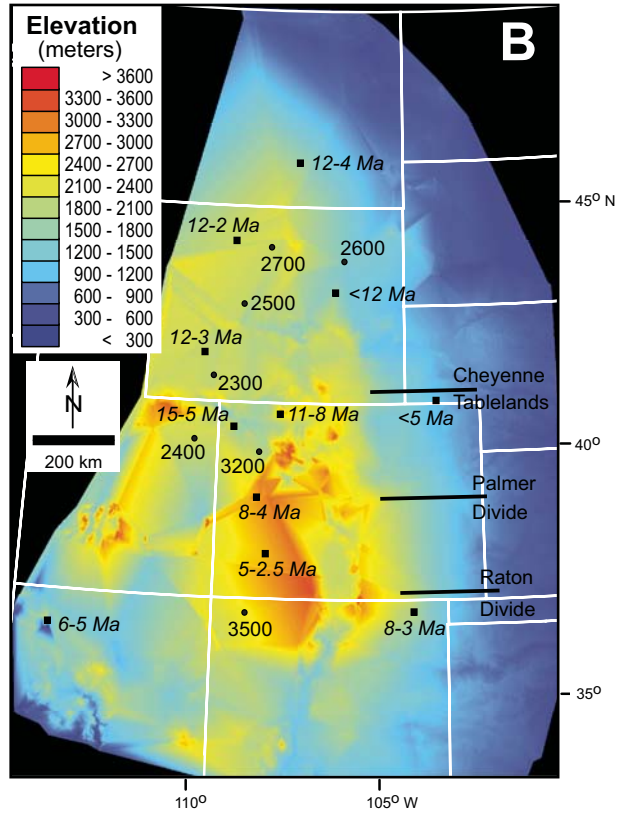 B
Elevation
(meters)
> 3600
3300 - 3600
3000 - 3300
2700 - 3000
2400 - 2700
2100 - 2400
1800 - 2100
1500 - 1800
1200 - 1500
900 - 1200
600 - 900
300 - 600
< 300
N
200 km
12-4 Ma
45° N
12-2 Ma
2700
2600
<12 Ma
2500
12-3 Ma
2300
Cheyenne
Tablelands
<5 Ma
15-5 Ma
11-8 Ma
40° N
2400
3200
Palmer
Divide
8-4 Ma
5-2.5 Ma
Raton
Divide
6-5 Ma
3500
8-3 Ma
35°
110°
105° W